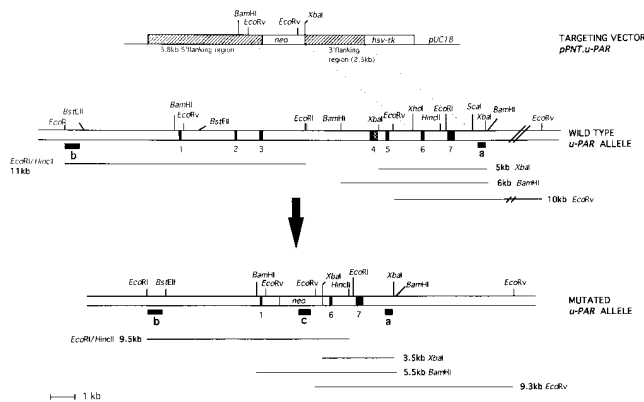 BamHI
EcoRv
EcoRv
XbaI
neo
hsv-tk
pUC18
5.8kb 5'flanking region
3'flanking
region (2.5kb)
TARGETING VECTOR
pPNT.u-PAR
EcoRI
BstEII
BamHI
EcoRv
BstEII
EcoRI
BamHI
XbaI
EcoRv
XhoI
HincII
EcoRI
ScaI
XbaI
BamHI
EcoRv
WILD TYPE
u-PAR ALLELE
b
1
2
3
4
5
6
7
a
EcoRI/HincII
11kb
5kb XbaI
6kb BamHI
10kb EcoRv
EcoRI
BstEII
BamHI
EcoRv
EcoRv
XbaI
HincII
EcoRI
XbaI
BamHI
EcoRv
neo
MUTATED
u-PAR ALLELE
b
1
c
6
7
a
EcoRI/HincII 9.5kb
3.5kb XbaI
5.5kb BamHI
9.3kb EcoRv
1 kb